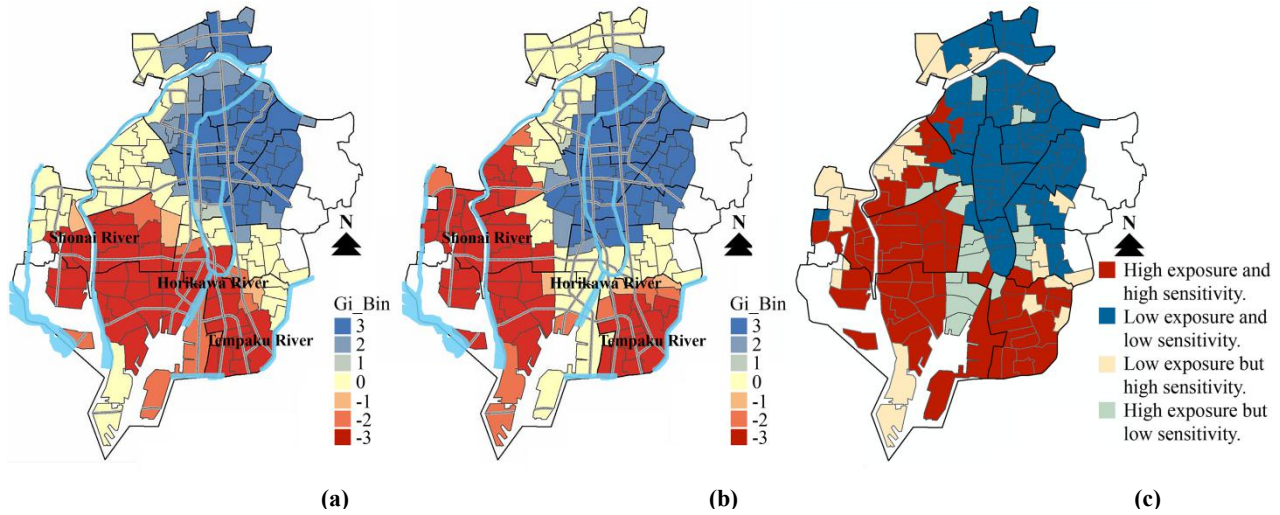 Shonai River
Horikawa River
Tempaku River
N
Gi_Bin
3
2
1
0
-1
-2
-3
(a)
Shonai River
Horikawa River
Tempaku River
N
Gi_Bin
3
2
1
0
-1
-2
-3
(b)
N
High exposure and
high sensitivity.
Low exposure and
low sensitivity.
Low exposure but
high sensitivity.
High exposure but
low sensitivity.
(c)